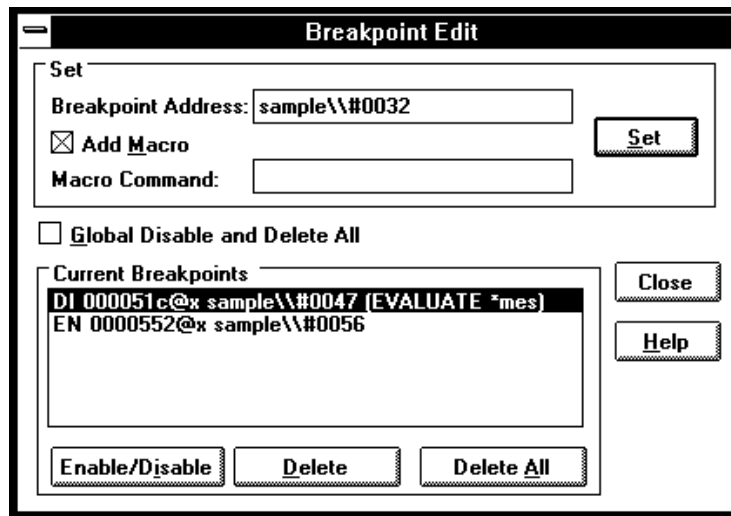 Breakpoint Edit
Set
Breakpoint Address: sample\\#0032
Add Macro
Set
Macro Command:
Global Disable and Delete All
Current Breakpoints
Close
DI 000051c@x sample\\#0047 (EVALUATE *mes)
EN 0000552@x sample\\#0056
Help
Enable/Disable
Delete
Delete All